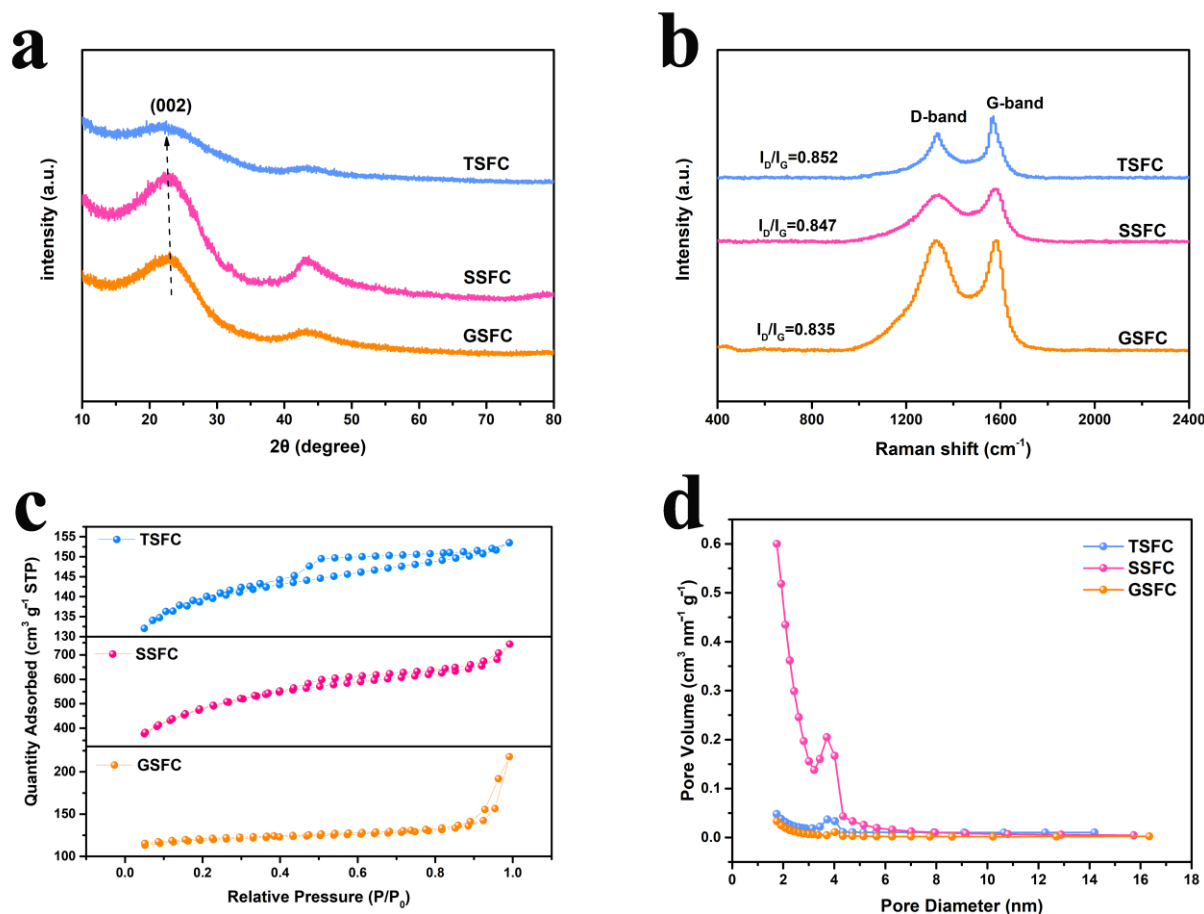 a
(002)
TSFC
SSFC
GSFC
intensity (a.u.)
10 20 30 40 50 60 70 80
2θ (degree)
b
D-band G-band
I_D/I_G=0.852
TSFC
I_D/I_G=0.847
SSFC
I_D/I_G=0.835
GSFC
Intensity (a.u.)
400 800 1200 1600 2000 2400
Raman shift (cm⁻¹)
c
TSFC
155
150
145
140
135
130
SSFC
700
600
500
400
GSFC
200
150
100
Quantity Adsorbed (cm³ g⁻¹ STP)
0.0 0.2 0.4 0.6 0.8 1.0
Relative Pressure (P/P₀)
d
TSFC
SSFC
GSFC
0.6
0.5
0.4
0.3
0.2
0.1
0.0
Pore Volume (cm³ nm⁻¹ g⁻¹)
0 2 4 6 8 10 12 14 16 18
Pore Diameter (nm)